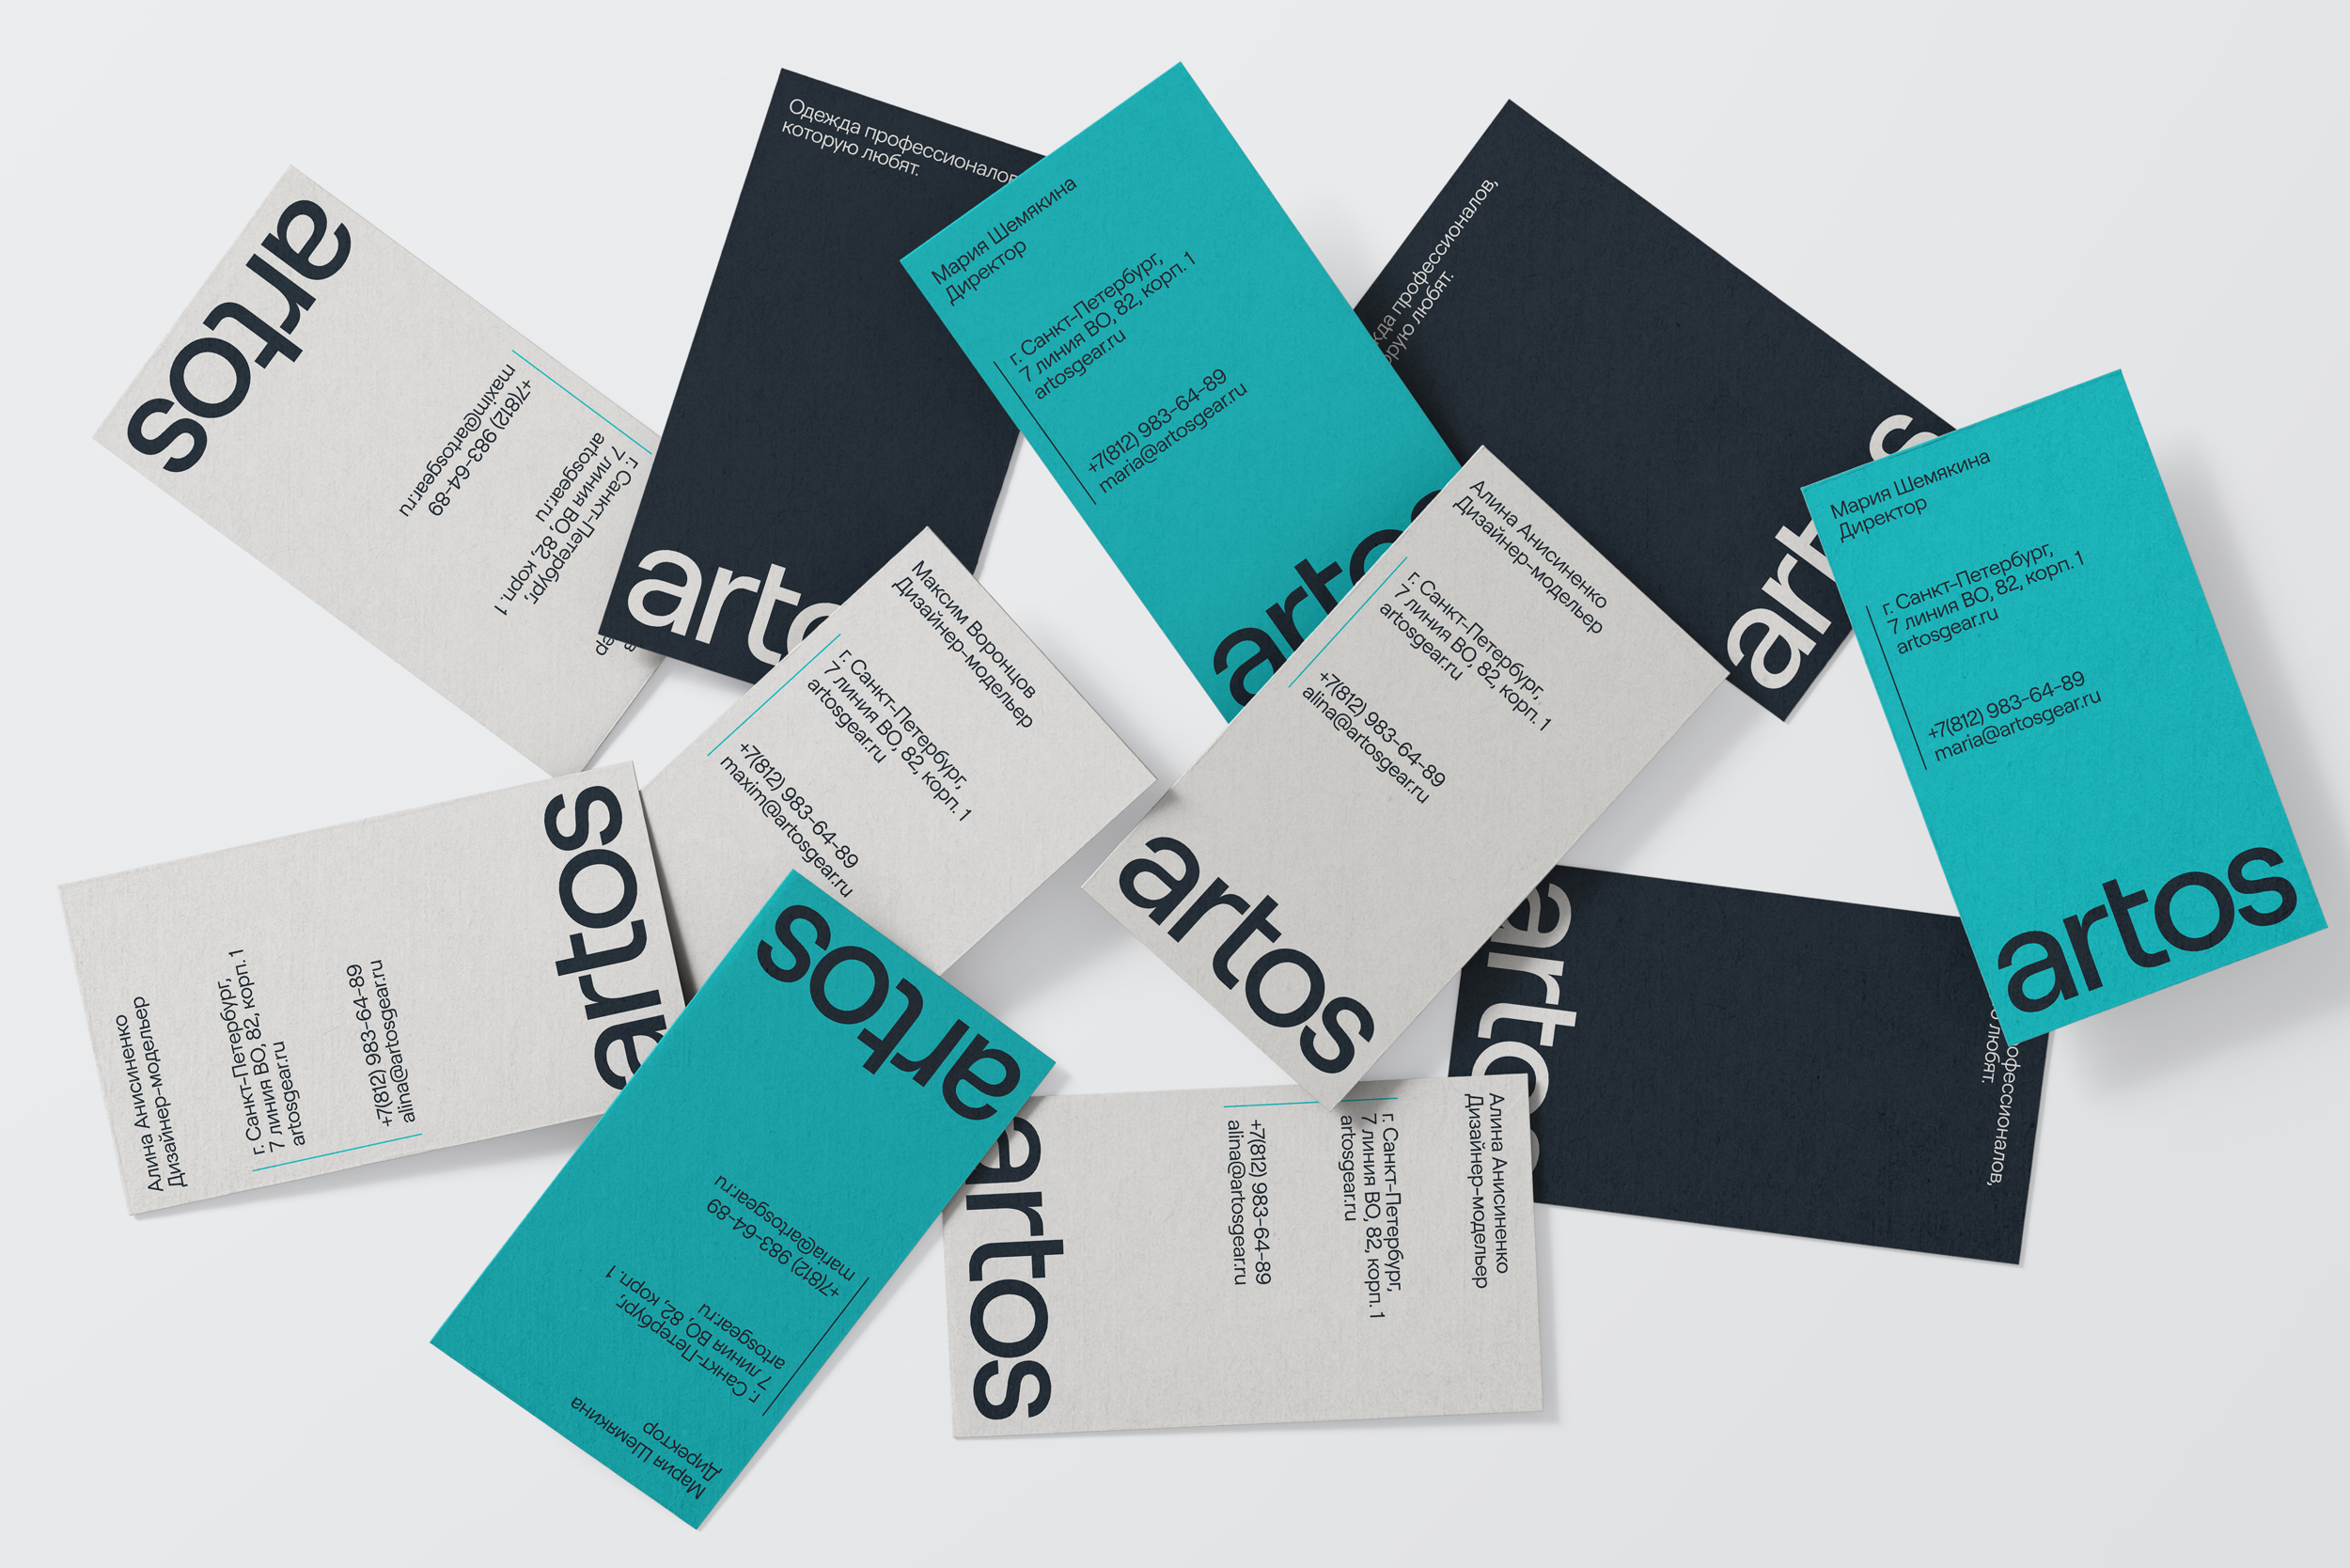 artos
+7(812) 983-64-89
maxim@artosgear.ru
г. Санкт-Петербург,
7 линия ВО, 82, корп. 1
artosgear.ru
Одежда профессионалов
которую любят.
Мария Шемякина
Директор
г. Санкт-Петербург,
7 линия ВО, 82, корп. 1
artosgear.ru
+7(812) 983-64-89
maria@artosgear.ru
профессионалов,
любят.
Мария Шемякина
Директор
г. Санкт-Петербург,
7 линия ВО, 82, корп. 1
artosgear.ru
+7(812) 983-64-89
maria@artosgear.ru
artos
Максим Воронцов
Дизайнер-модельер
г. Санкт-Петербург,
7 линия ВО, 82, корп. 1
artosgear.ru
+7(812) 983-64-89
maxim@artosgear.ru
Алина Анисиненко
Дизайнер-модельер
г. Санкт-Петербург,
7 линия ВО, 82, корп. 1
artosgear.ru
+7(812) 983-64-89
alina@artosgear.ru
artos
Алина Анисиненко
Дизайнер-модельер
г. Санкт-Петербург,
7 линия ВО, 82, корп. 1
artosgear.ru
+7(812) 983-64-89
alina@artosgear.ru
artos
Мария Шемякина
Директор
г. Санкт-Петербург,
7 линия ВО, 82, корп. 1
artosgear.ru
+7(812) 983-64-89
maria@artosgear.ru
artos
Алина Анисиненко
Дизайнер-модельер
г. Санкт-Петербург,
7 линия ВО, 82, корп. 1
artosgear.ru
+7(812) 983-64-89
alina@artosgear.ru
artos
artos
любят.